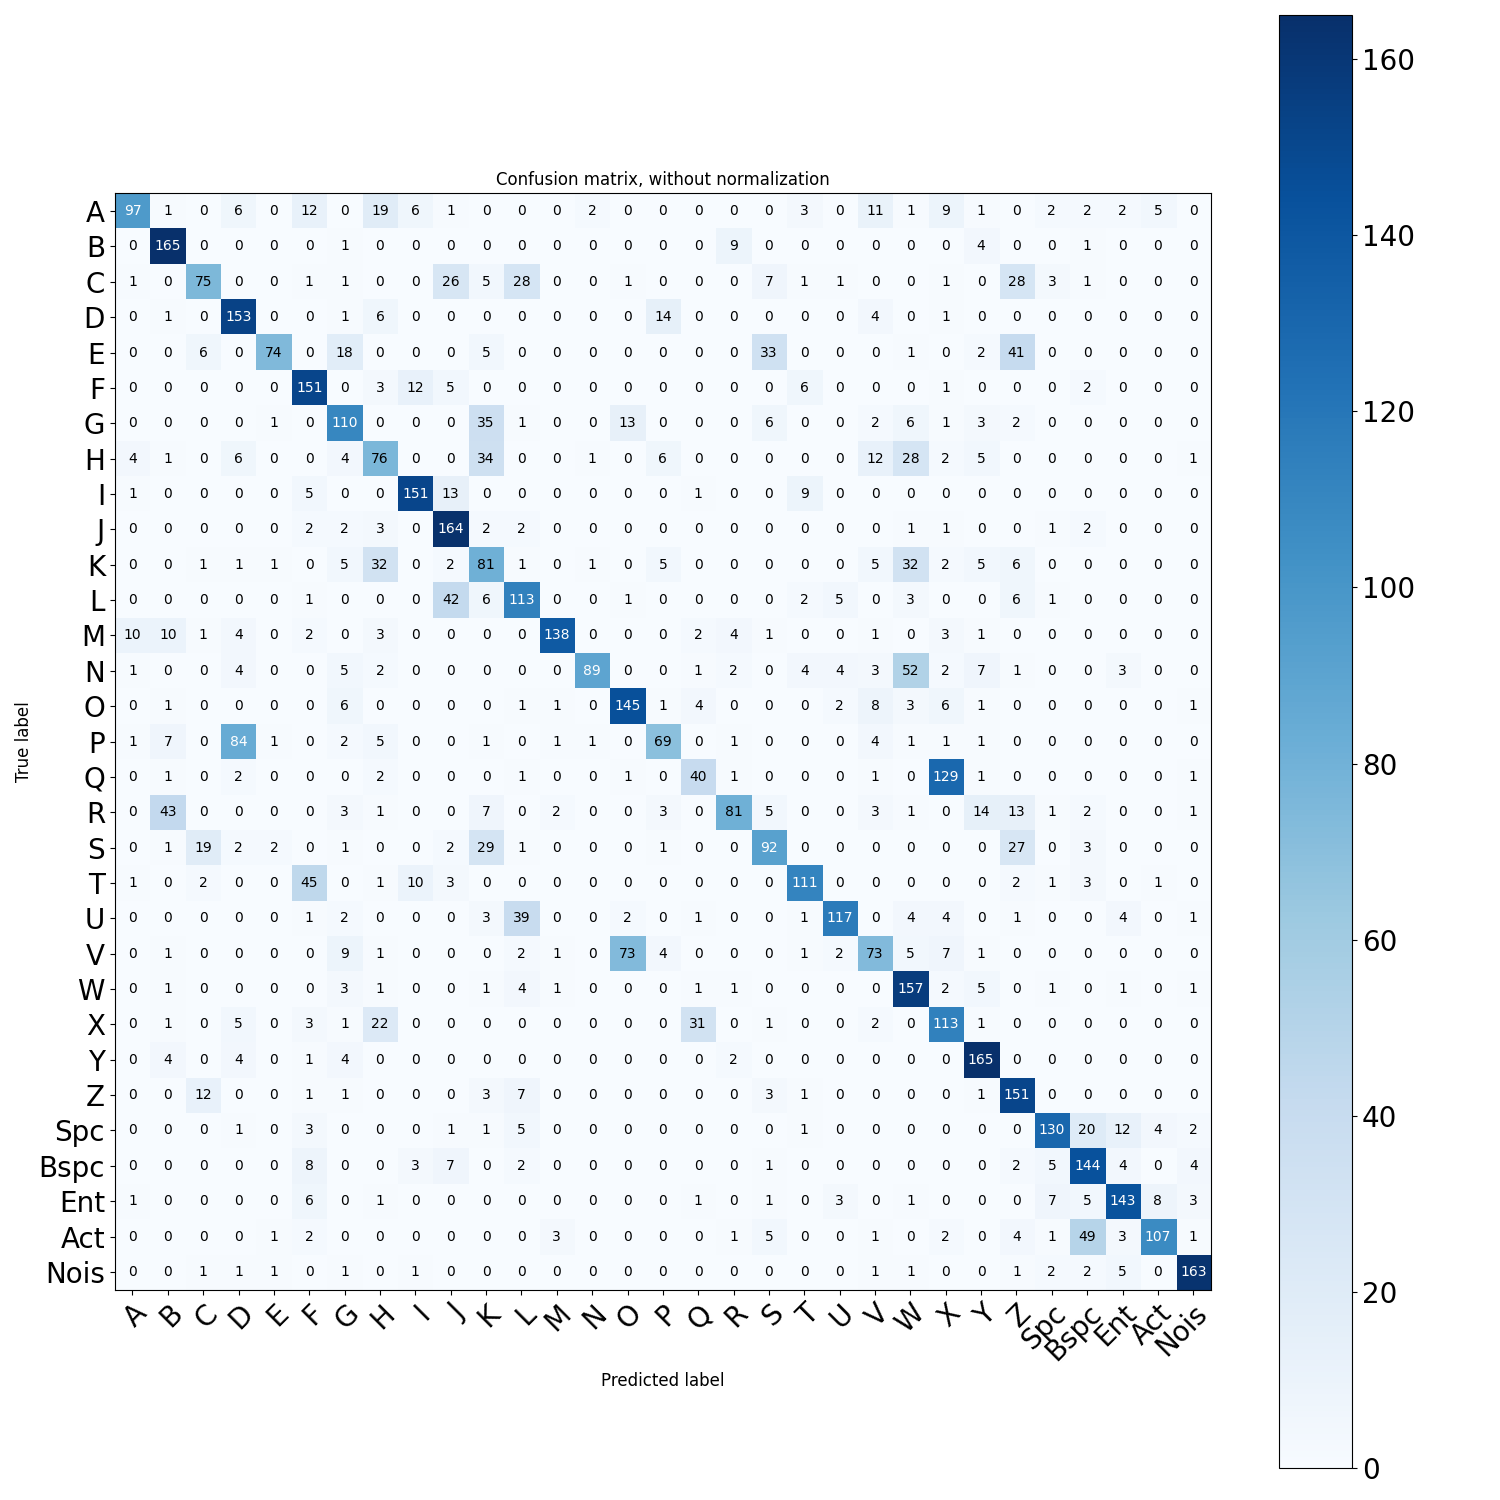 Confusion matrix, without normalization
A 97 1 0 6 0 12 0 19 6 1 0 0 0 2 0 0 0 0 0 3 0 11 1 9 1 0 2 2 2 5 0
B 0 165 0 0 0 0 1 0 0 0 0 0 0 0 0 0 0 9 0 0 0 0 0 0 4 0 0 1 0 0 0
C 1 0 75 0 0 1 1 0 0 26 5 28 0 0 1 0 0 0 7 1 1 0 0 1 0 28 3 1 0 0 0
D 0 1 0 153 0 0 1 6 0 0 0 0 0 0 0 14 0 0 0 0 0 4 0 1 0 0 0 0 0 0 0
E 0 0 6 0 74 0 18 0 0 0 5 0 0 0 0 0 0 0 33 0 0 0 1 0 2 41 0 0 0 0 0
F 0 0 0 0 0 151 0 3 12 5 0 0 0 0 0 0 0 0 0 6 0 0 0 1 0 0 0 2 0 0 0
G 0 0 0 0 1 0 110 0 0 0 35 1 0 0 13 0 0 0 6 0 0 2 6 1 3 2 0 0 0 0 0
H 4 1 0 6 0 0 4 76 0 0 34 0 0 1 0 6 0 0 0 0 0 12 28 2 5 0 0 0 0 0 1
I 1 0 0 0 0 5 0 0 151 13 0 0 0 0 0 0 1 0 0 9 0 0 0 0 0 0 0 0 0 0 0
J 0 0 0 0 0 2 2 3 0 164 2 2 0 0 0 0 0 0 0 0 0 0 1 1 0 0 1 2 0 0 0
K 0 0 1 1 1 0 5 32 0 2 81 1 0 1 0 5 0 0 0 0 0 5 32 2 5 6 0 0 0 0 0
L 0 0 0 0 0 1 0 0 0 42 6 113 0 0 1 0 0 0 0 2 5 0 3 0 0 6 1 0 0 0 0
M 10 10 1 4 0 2 0 3 0 0 0 0 138 0 0 0 2 4 1 0 0 1 0 3 1 0 0 0 0 0 0
N 1 0 0 4 0 0 5 2 0 0 0 0 0 89 0 0 1 2 0 4 4 3 52 2 7 1 0 0 3 0 0
O 0 1 0 0 0 0 6 0 0 0 0 1 1 0 145 1 4 0 0 0 2 8 3 6 1 0 0 0 0 0 1
P 1 7 0 84 1 0 2 5 0 0 1 0 1 1 0 69 0 1 0 0 0 4 1 1 1 0 0 0 0 0 0
Q 0 1 0 2 0 0 0 2 0 0 0 1 0 0 1 0 40 1 0 0 0 1 0 129 1 0 0 0 0 0 1
R 0 43 0 0 0 0 3 1 0 0 7 0 2 0 0 3 0 81 5 0 0 3 1 0 14 13 1 2 0 0 1
S 0 1 19 2 2 0 1 0 0 2 29 1 0 0 0 1 0 0 92 0 0 0 0 0 0 27 0 3 0 0 0
T 1 0 2 0 0 45 0 1 10 3 0 0 0 0 0 0 0 0 0 111 0 0 0 0 0 2 1 3 0 1 0
U 0 0 0 0 0 1 2 0 0 0 3 39 0 0 2 0 1 0 0 1 117 0 4 4 0 1 0 0 4 0 1
V 0 1 0 0 0 0 9 1 0 0 0 2 1 0 73 4 0 0 0 1 2 73 5 7 1 0 0 0 0 0 0
W 0 1 0 0 0 0 3 1 0 0 1 4 1 0 0 0 1 1 0 0 0 0 157 2 5 0 1 0 1 0 1
X 0 1 0 5 0 3 1 22 0 0 0 0 0 0 0 0 31 0 1 0 0 2 0 113 1 0 0 0 0 0 0
Y 0 4 0 4 0 1 4 0 0 0 0 0 0 0 0 0 0 2 0 0 0 0 0 0 165 0 0 0 0 0 0
Z 0 0 12 0 0 1 1 0 0 0 3 7 0 0 0 0 0 0 3 1 0 0 0 0 1 151 0 0 0 0 0
Spc 0 0 0 1 0 3 0 0 0 1 1 5 0 0 0 0 0 0 0 1 0 0 0 0 0 0 130 20 12 4 2
Bspc 0 0 0 0 0 8 0 0 3 7 0 2 0 0 0 0 0 0 1 0 0 0 0 0 0 2 5 144 4 0 4
Ent 1 0 0 0 0 6 0 1 0 0 0 0 0 0 0 0 1 0 1 0 3 0 1 0 0 0 7 5 143 8 3
Act 0 0 0 0 1 2 0 0 0 0 0 0 3 0 0 0 0 1 5 0 0 1 0 2 0 4 1 49 3 107 1
Nois 0 0 1 1 1 0 1 0 1 0 0 0 0 0 0 0 0 0 0 0 0 1 1 0 0 1 2 2 5 0 163
A B C D E F G H I J K L M N O P Q R S T U V W X Y Z Spc Bspc Ent Act Nois
Predicted label
True label
160
140
120
100
80
60
40
20
0